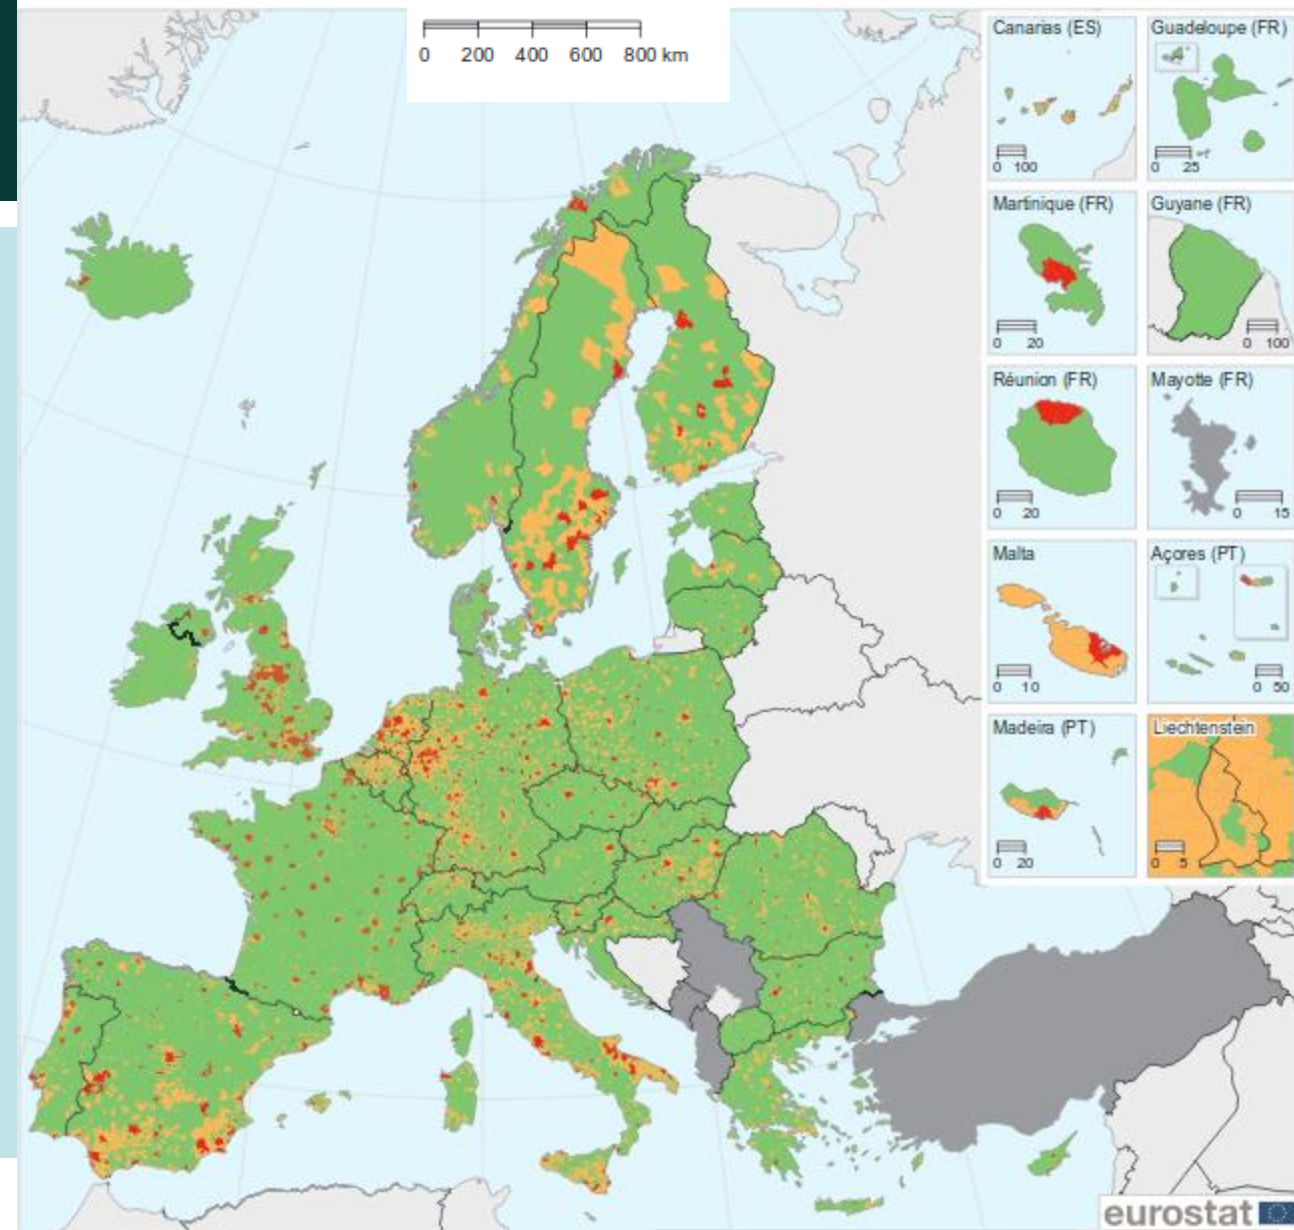 0 200 400 600 800 km
Canarias (ES)
0 100
Guadeloupe (FR)
0 25
Martinique (FR)
0 20
Guyane (FR)
0 100
Réunion (FR)
0 20
Mayotte (FR)
0 15
Malta
0 10
Açores (PT)
0 50
Madeira (PT)
0 20
Liechtenstein
0 5
eurostat